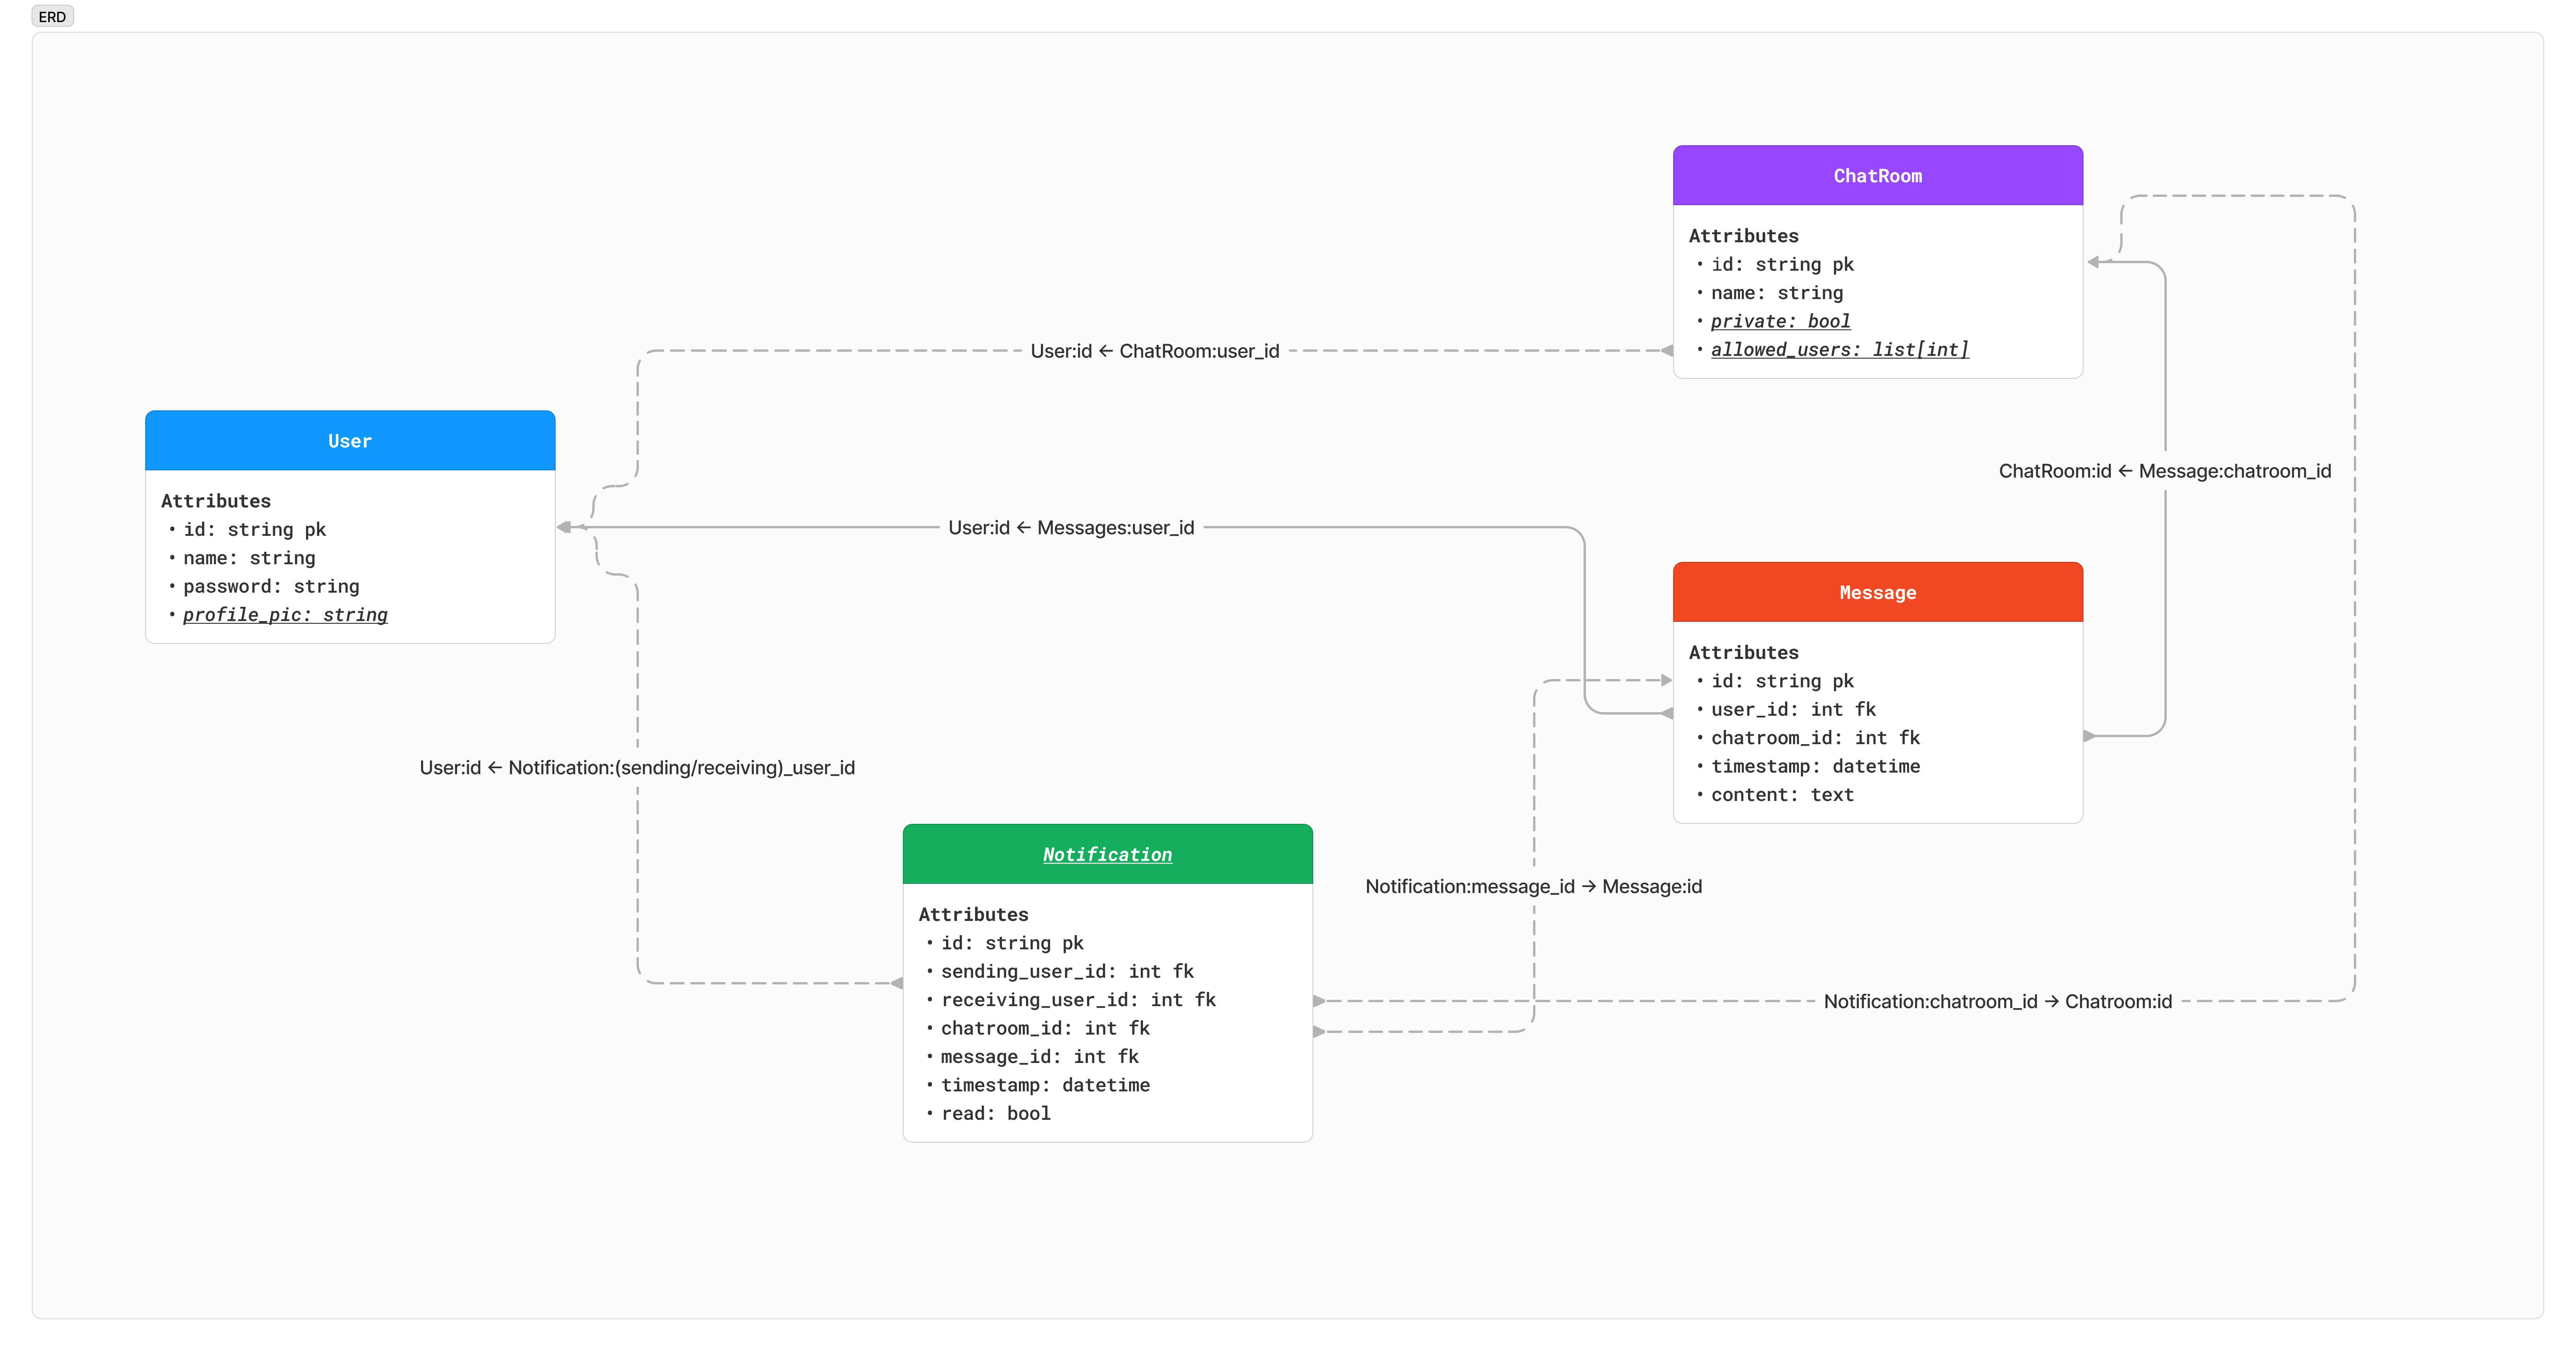 ERD
ChatRoom
Attributes
• id: string pk
• name: string
• private: bool
• allowed_users: list[int]
User:id ← ChatRoom:user_id
User
Attributes
• id: string pk
• name: string
• password: string
• profile_pic: string
ChatRoom:id ← Message:chatroom_id
User:id ← Messages:user_id
Message
Attributes
• id: string pk
• user_id: int fk
• chatroom_id: int fk
• timestamp: datetime
• content: text
User:id ← Notification:(sending/receiving)_user_id
Notification
Attributes
• id: string pk
• sending_user_id: int fk
• receiving_user_id: int fk
• chatroom_id: int fk
• message_id: int fk
• timestamp: datetime
• read: bool
Notification:message_id → Message:id
Notification:chatroom_id → Chatroom:id